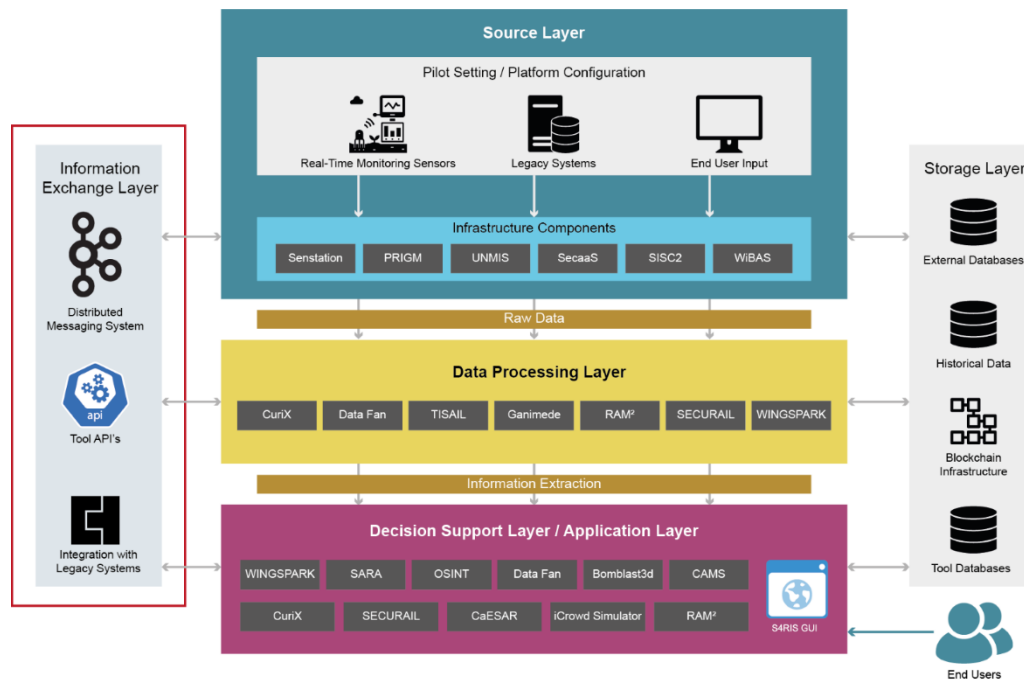 Source Layer
Pilot Setting / Platform Configuration
Real-Time Monitoring Sensors
Legacy Systems
End User Input
Infrastructure Components
Senstation
PRIGM
UNMIS
SecaaS
SISC2
WiBAS
Raw Data
Data Processing Layer
CuriX
Data Fan
TISAIL
Ganimede
RAM²
SECURAIL
WINGSPARK
Information Extraction
Decision Support Layer / Application Layer
WINGSPARK
SARA
OSINT
Data Fan
Bomblast3d
CAMS
CuriX
SECURAIL
CaESAR
iCrowd Simulator
RAM²
S4RIS GUI
Information
Exchange Layer
Distributed
Messaging System
api
Tool API's
Integration with
Legacy Systems
Storage Layer
External Databases
Historical Data
Blockchain
Infrastructure
Tool Databases
End Users